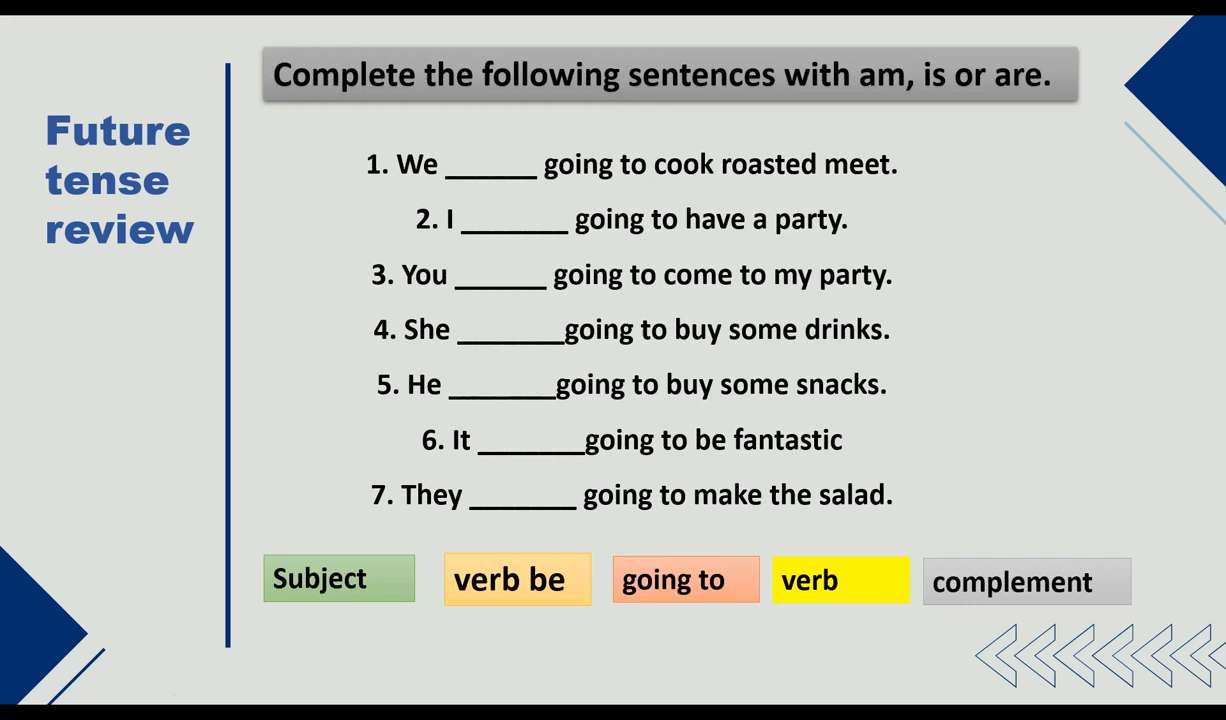 Complete the following sentences with am, is or are.
Future
tense
review
1. We ______ going to cook roasted meet.
2. I _______ going to have a party.
3. You ______ going to come to my party.
4. She _______going to buy some drinks.
5. He _______going to buy some snacks.
6. It _______going to be fantastic
7. They _______ going to make the salad.
Subject verb be going to verb complement